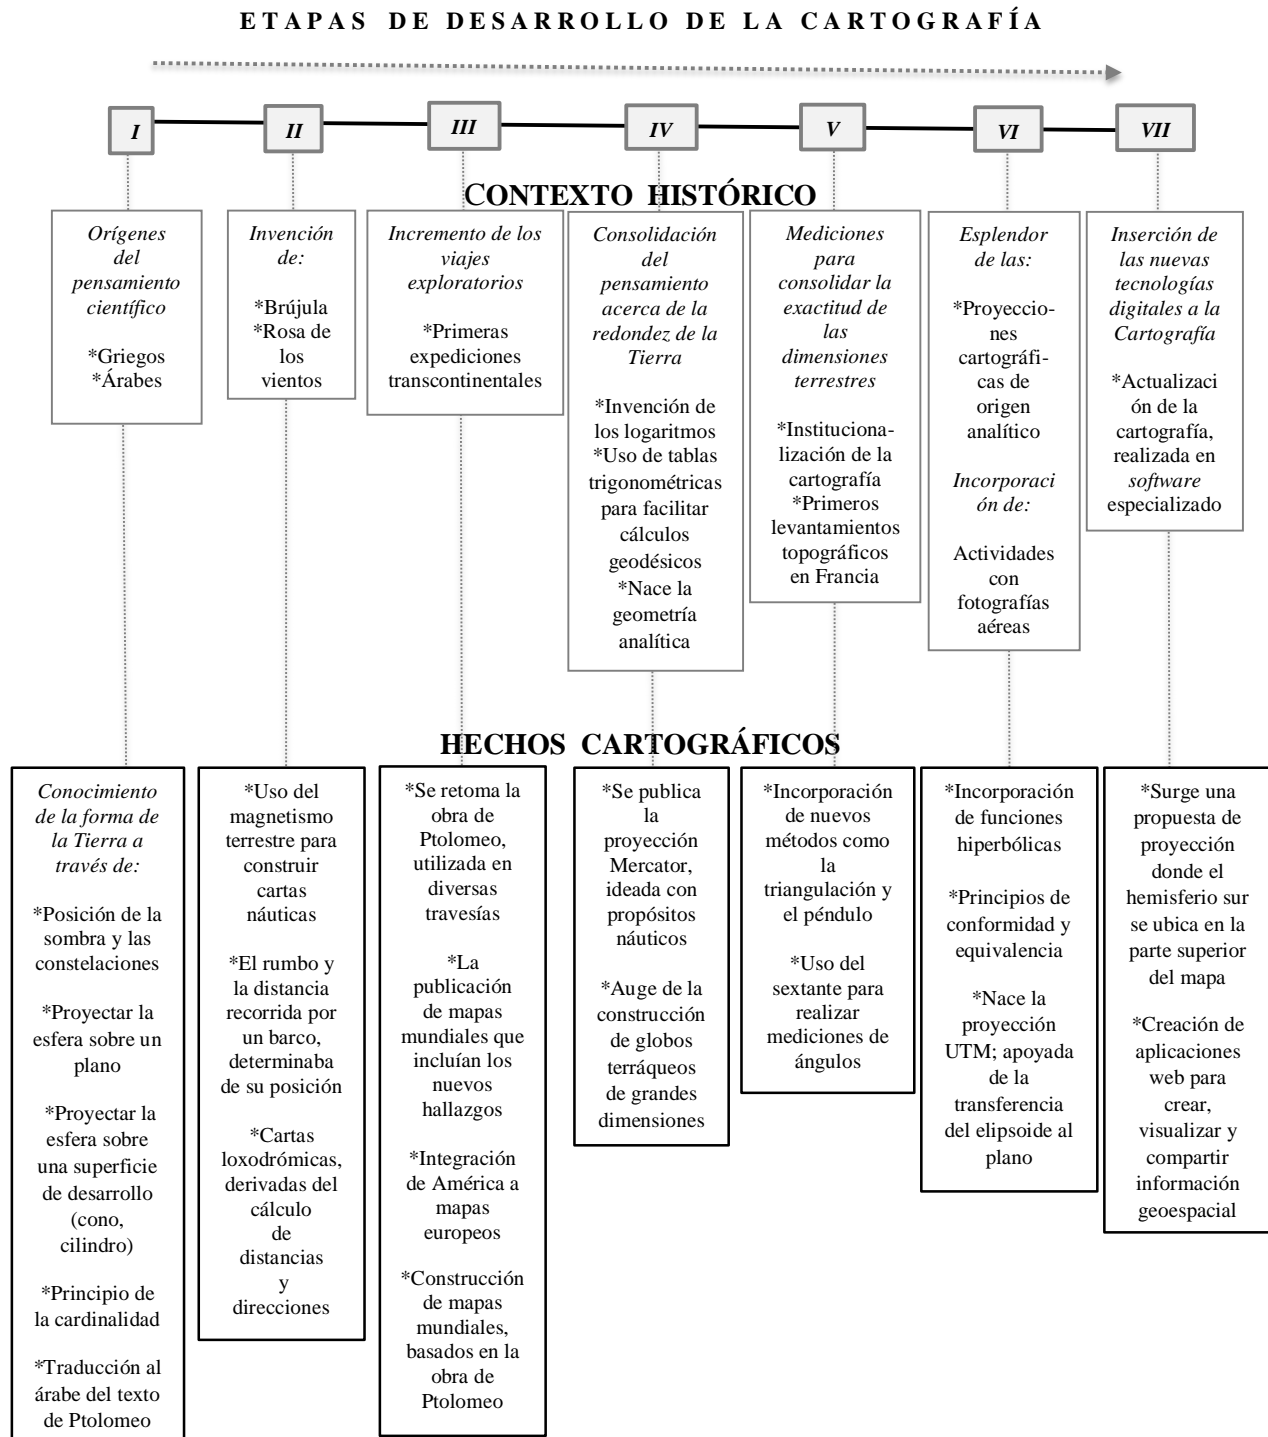 ETAPAS DE DESARROLLO DE LA CARTOGRAFÍA
I
II
III
IV
V
VI
VII
CONTEXTO HISTÓRICO
Orígenes
del
pensamiento
científico
*Griegos
*Árabes
Invención
de:
*Brújula
*Rosa de
los
vientos
Incremento de los
viajes
exploratorios
*Primeras
expediciones
transcontinentales
Consolidación
del
pensamiento
acerca de la
redondez de la
Tierra
*Invención de
los logaritmos
*Uso de tablas
trigonométricas
para facilitar
cálculos
geodésicos
*Nace la
geometría
analítica
Mediciones
para
consolidar la
exactitud de
las
dimensiones
terrestres
*Instituciona-
lización de la
cartografía
*Primeros
levantamientos
topográficos
en Francia
Esplendor
de las:
*Proyeccio-
nes
cartográfi-
cas de
origen
analítico
Incorporaci
ón de:
Actividades
con
fotografías
aéreas
Inserción de
las nuevas
tecnologías
digitales a la
Cartografía
*Actualizaci
ón de la
cartografía,
realizada en
software
especializado
HECHOS CARTOGRÁFICOS
Conocimiento
de la forma de
la Tierra a
través de:
*Posición de la
sombra y las
constelaciones
*Proyectar la
esfera sobre un
plano
*Proyectar la
esfera sobre
una superficie
de desarrollo
(cono,
cilindro)
*Principio de
la cardinalidad
*Traducción al
árabe del texto
de Ptolomeo
*Uso del
magnetismo
terrestre para
construir
cartas
náuticas
*El rumbo y
la distancia
recorrida por
un barco,
determinaba
de su posición
*Cartas
loxodrómicas,
derivadas del
cálculo
de
distancias
y
direcciones
*Se retoma la
obra de
Ptolomeo,
utilizada en
diversas
travesías
*La
publicación
de mapas
mundiales que
incluían los
nuevos
hallazgos
*Integración
de América a
mapas
europeos
*Construcción
de mapas
mundiales,
basados en la
obra de
Ptolomeo
*Se publica
la
proyección
Mercator,
ideada con
propósitos
náuticos
*Auge de la
construcción
de globos
terráqueos
de grandes
dimensiones
*Incorporación
de nuevos
métodos como
la
triangulación y
el péndulo
*Uso del
sextante para
realizar
mediciones de
ángulos
*Incorporación
de funciones
hiperbólicas
*Principios de
conformidad y
equivalencia
*Nace la
proyección
UTM; apoyada
de la
transferencia
del elipsoide al
plano
*Surge una
propuesta de
proyección
donde el
hemisferio sur
se ubica en la
parte superior
del mapa
*Creación de
aplicaciones
web para
crear,
visualizar y
compartir
información
geoespacial